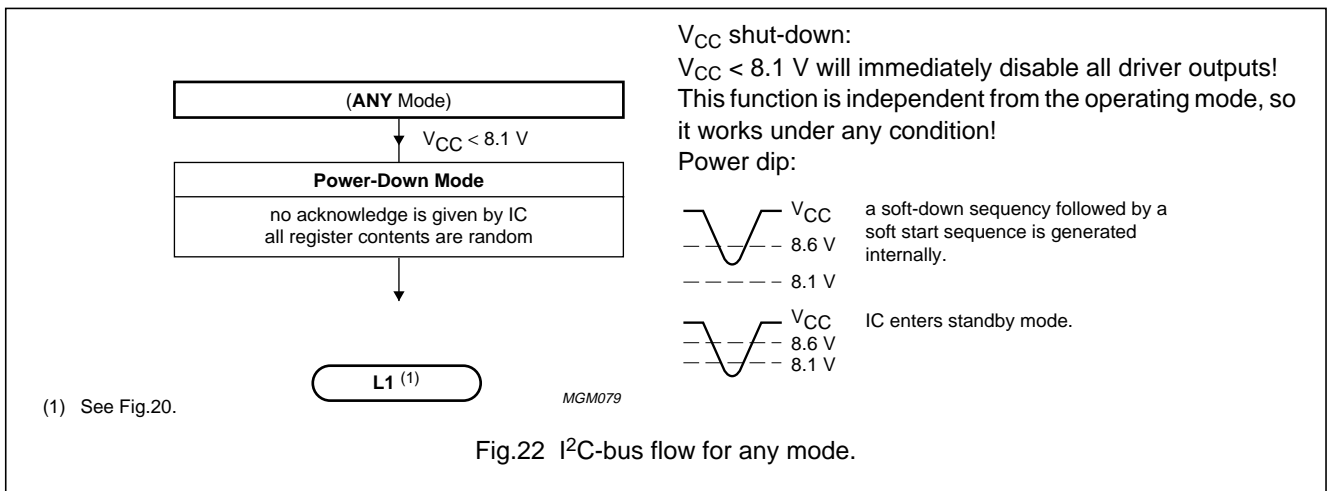 (ANY Mode)
V_CC < 8.1 V
Power-Down Mode
no acknowledge is given by IC
all register contents are random
L1 (1)
(1) See Fig.20.
MGM079
V_CC shut-down:
V_CC < 8.1 V will immediately disable all driver outputs!
This function is independent from the operating mode, so
it works under any condition!
Power dip:
V_CC
8.6 V
8.1 V
a soft-down sequency followed by a
soft start sequence is generated
internally.
V_CC
8.6 V
8.1 V
IC enters standby mode.
Fig.22 I²C-bus flow for any mode.